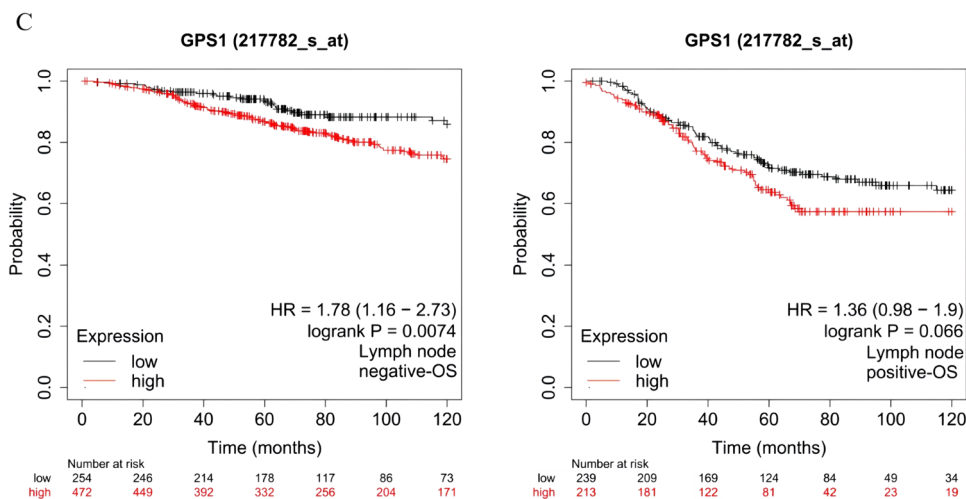 C
GPS1 (217782_s_at)
1.0
0.8
0.6
0.4
0.2
0.0
Probability
HR = 1.78 (1.16 − 2.73)
logrank P = 0.0074
Lymph node
negative-OS
Expression
low
high
0 20 40 60 80 100 120
Time (months)
Number at risk
low 254 246 214 178 117 86 73
high 472 449 392 332 256 204 171
GPS1 (217782_s_at)
1.0
0.8
0.6
0.4
0.2
0.0
Probability
HR = 1.36 (0.98 − 1.9)
logrank P = 0.066
Lymph node
positive-OS
Expression
low
high
0 20 40 60 80 100 120
Time (months)
Number at risk
low 239 209 169 124 84 49 34
high 213 181 122 81 42 23 19